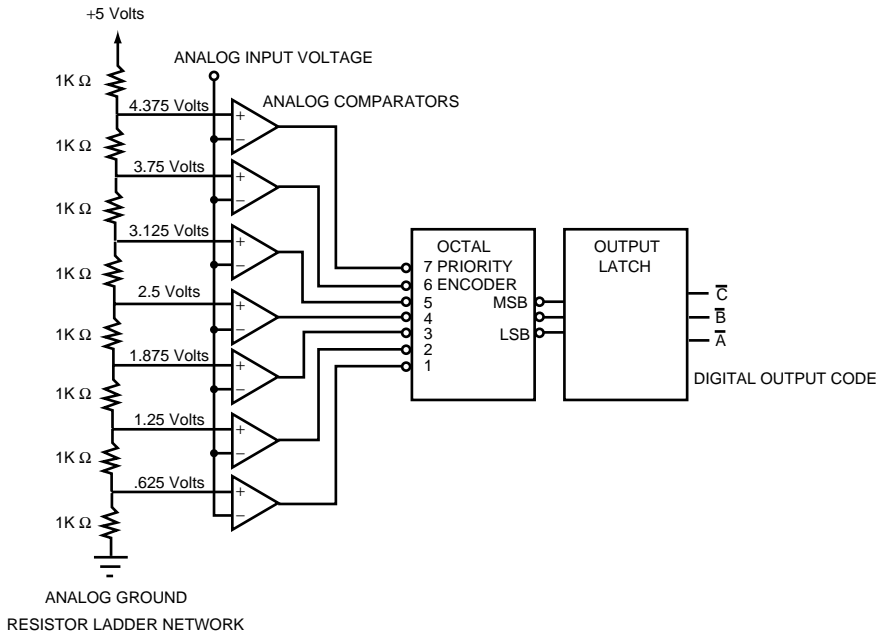 +5 Volts
ANALOG INPUT VOLTAGE
1K Ω
ANALOG COMPARATORS
4.375 Volts
+
−
1K Ω
3.75 Volts
+
−
1K Ω
3.125 Volts
+
−
1K Ω
2.5 Volts
+
−
1K Ω
1.875 Volts
+
−
1K Ω
1.25 Volts
+
−
1K Ω
.625 Volts
+
−
1K Ω
ANALOG GROUND
RESISTOR LADDER NETWORK
OCTAL
7 PRIORITY
6 ENCODER
5
4
3
2
1
MSB
LSB
OUTPUT
LATCH
C̅
B̅
A̅
DIGITAL OUTPUT CODE